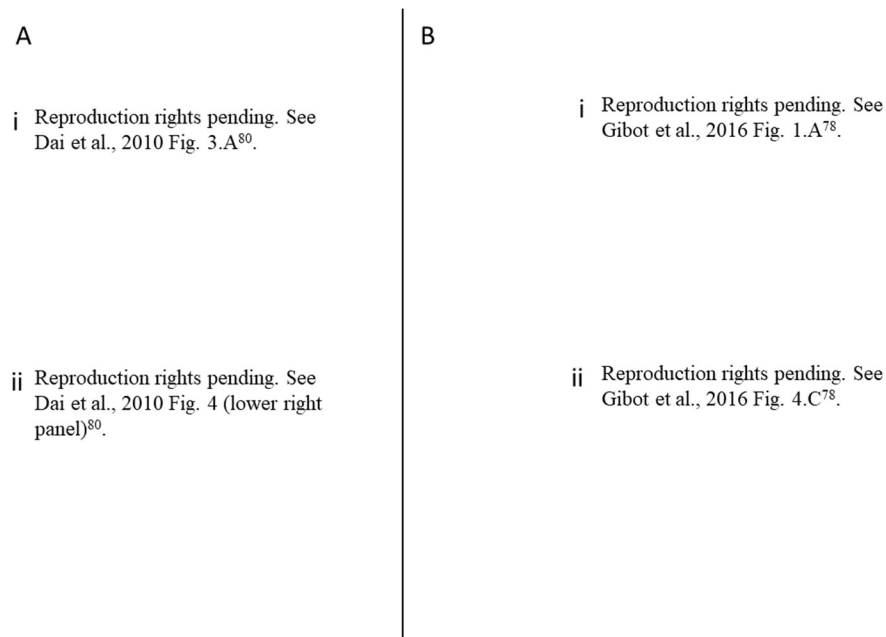 A
i Reproduction rights pending. See
Dai et al., 2010 Fig. 3.A⁸⁰.
ii Reproduction rights pending. See
Dai et al., 2010 Fig. 4 (lower right
panel)⁸⁰.
B
i Reproduction rights pending. See
Gibot et al., 2016 Fig. 1.A⁷⁸.
ii Reproduction rights pending. See
Gibot et al., 2016 Fig. 4.C⁷⁸.